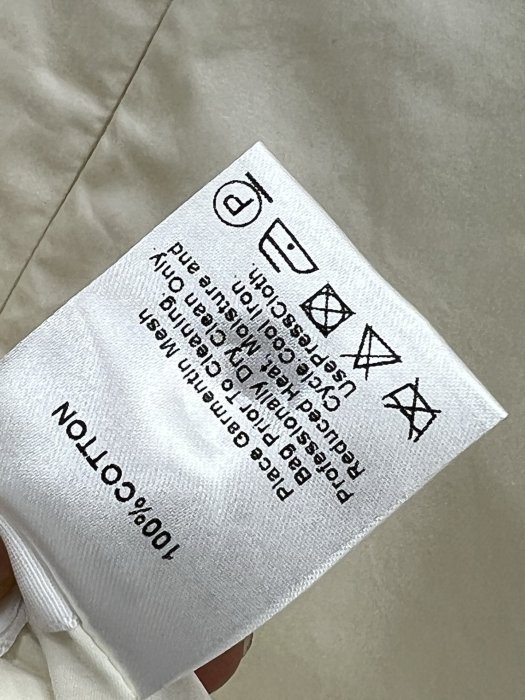 100%COTTON
Place Garmentin Mesh
Bag Prior To Cleaning
Professionally Dry Clean Only.
Reduced Heat, Moisture and
Cycle Cool Iron.
UsePressCloth.
P